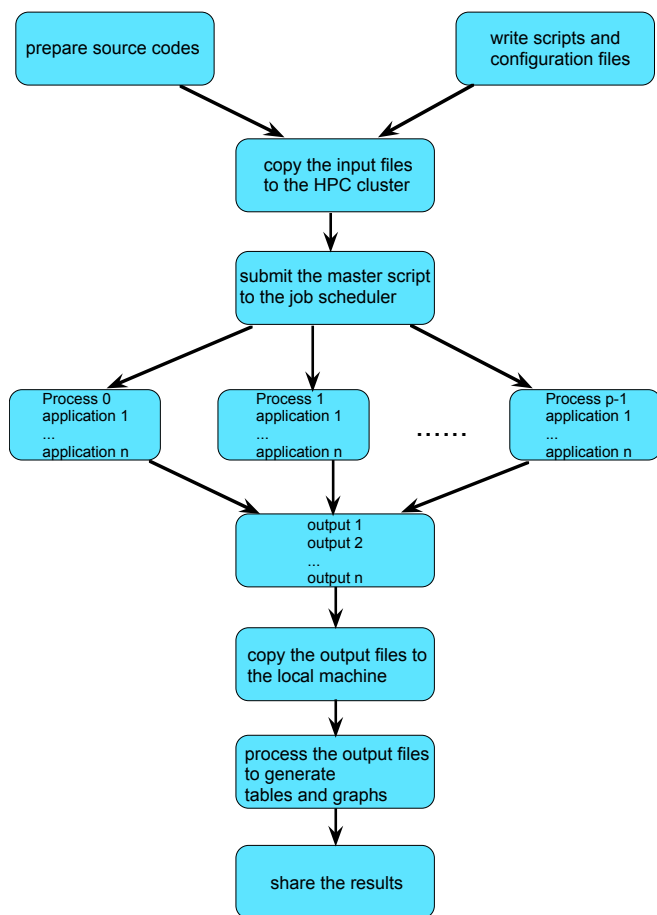 prepare source codes
write scripts and
configuration files
copy the input files
to the HPC cluster
submit the master script
to the job scheduler
Process 0
application 1
...
application n
Process 1
application 1
...
application n
......
Process p-1
application 1
...
application n
output 1
output 2
...
output n
copy the output files to
the local machine
process the output files
to generate
tables and graphs
share the results